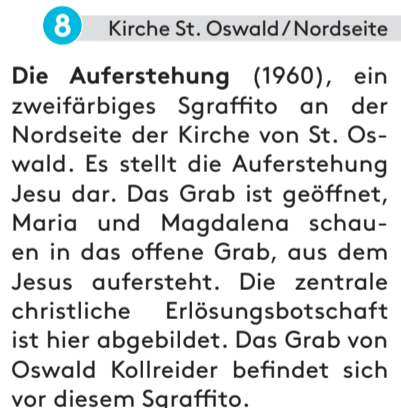 8 Kirche St. Oswald / Nordseite
Die Auferstehung (1960), ein
zweifärbiges Sgraffito an der
Nordseite der Kirche von St. Os-
wald. Es stellt die Auferstehung
Jesu dar. Das Grab ist geöffnet,
Maria und Magdalena schau-
en in das offene Grab, aus dem
Jesus aufersteht. Die zentrale
christliche Erlösungsbotschaft
ist hier abgebildet. Das Grab von
Oswald Kollreider befindet sich
vor diesem Sgraffito.